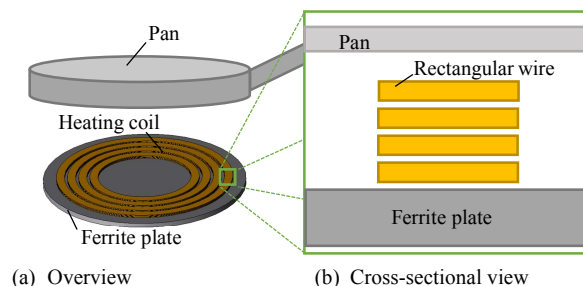 Pan
Heating coil
Ferrite plate
(a) Overview
Pan
Rectangular wire
Ferrite plate
(b) Cross-sectional view